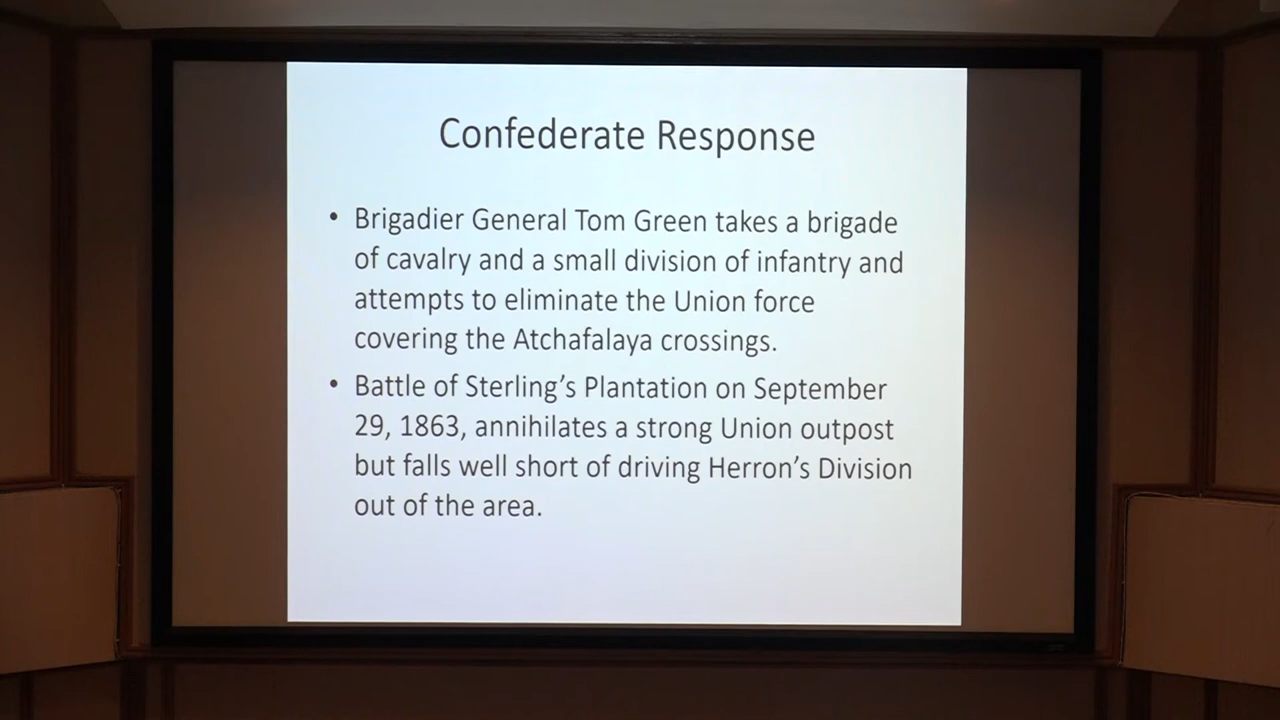 Confederate Response
• Brigadier General Tom Green takes a brigade
of cavalry and a small division of infantry and
attempts to eliminate the Union force
covering the Atchafalaya crossings.
• Battle of Sterling's Plantation on September
29, 1863, annihilates a strong Union outpost
but falls well short of driving Herron's Division
out of the area.